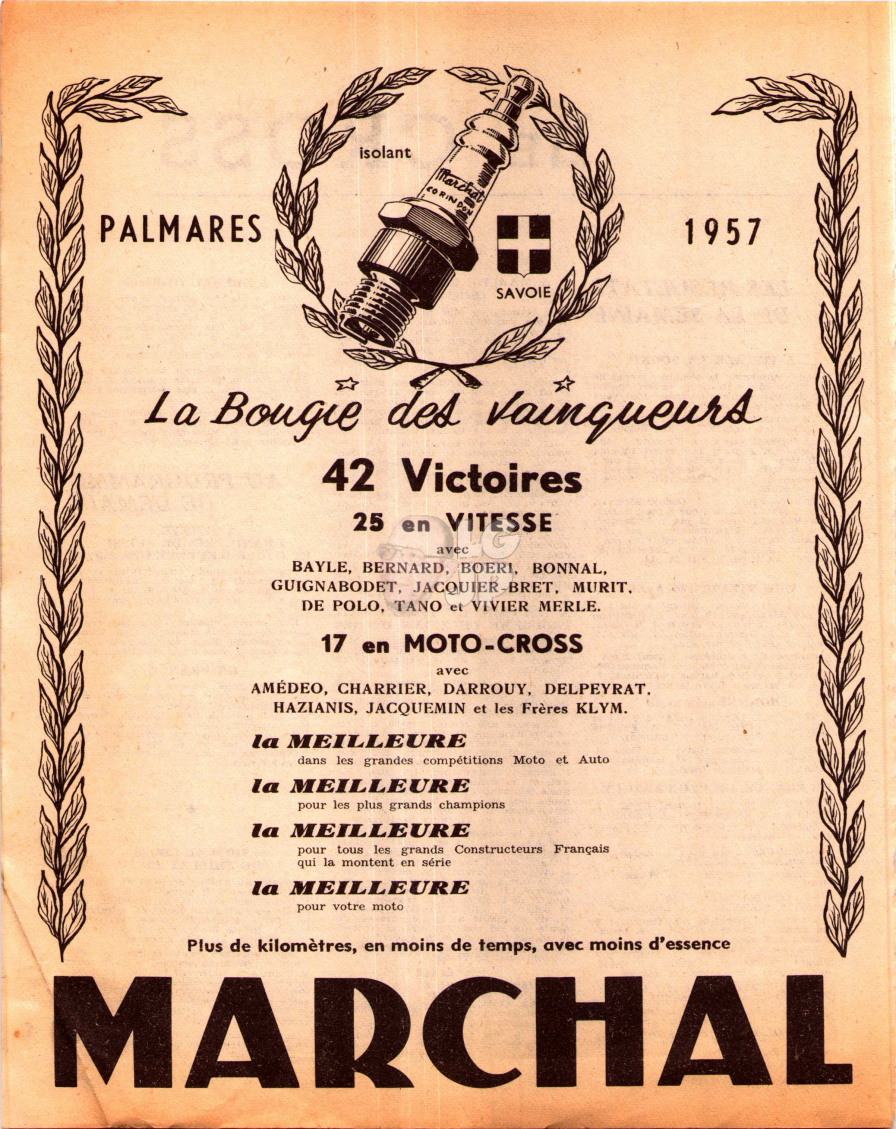 isolant
Marchal
CORINDON
PALMARES
1957
SAVOIE
La Bougie des vainqueurs
42 Victoires
25 en VITESSE
avec
BAYLE, BERNARD, BOERI, BONNAL,
GUIGNABODET, JACQUIER-BRET, MURIT,
DE POLO, TANO et VIVIER MERLE.
17 en MOTO-CROSS
avec
AMÉDEO, CHARRIER, DARROUY, DELPEYRAT,
HAZIANIS, JACQUEMIN et les Frères KLYM.
la MEILLEURE
dans les grandes compétitions Moto et Auto
la MEILLEURE
pour les plus grands champions
la MEILLEURE
pour tous les grands Constructeurs Français
qui la montent en série
la MEILLEURE
pour votre moto
Plus de kilomètres, en moins de temps, avec moins d'essence
MARCHAL